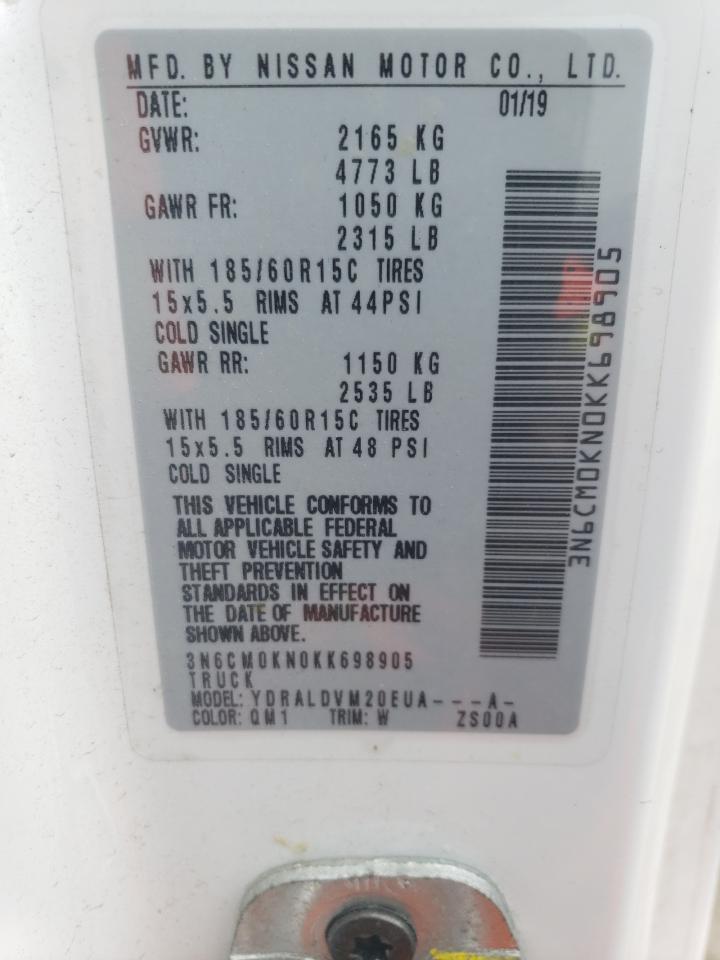 MFD. BY NISSAN MOTOR CO., LTD.
DATE: 01/19
GVWR: 2165 KG
4773 LB
GAWR FR: 1050 KG
2315 LB
WITH 185/60R15C TIRES
15x5.5 RIMS AT 44PSI
COLD SINGLE
GAWR RR: 1150 KG
2535 LB
WITH 185/60R15C TIRES
15x5.5 RIMS AT 48 PSI
COLD SINGLE
THIS VEHICLE CONFORMS TO
ALL APPLICABLE FEDERAL
MOTOR VEHICLE SAFETY AND
THEFT PREVENTION
STANDARDS IN EFFECT ON
THE DATE OF MANUFACTURE
SHOWN ABOVE.
3N6CM0KN0KK698905
TRUCK
MODEL: YDRALDVM20EUA---A-
COLOR: QM1 TRIM: W ZS00A
3N6CM0KN0KK698905